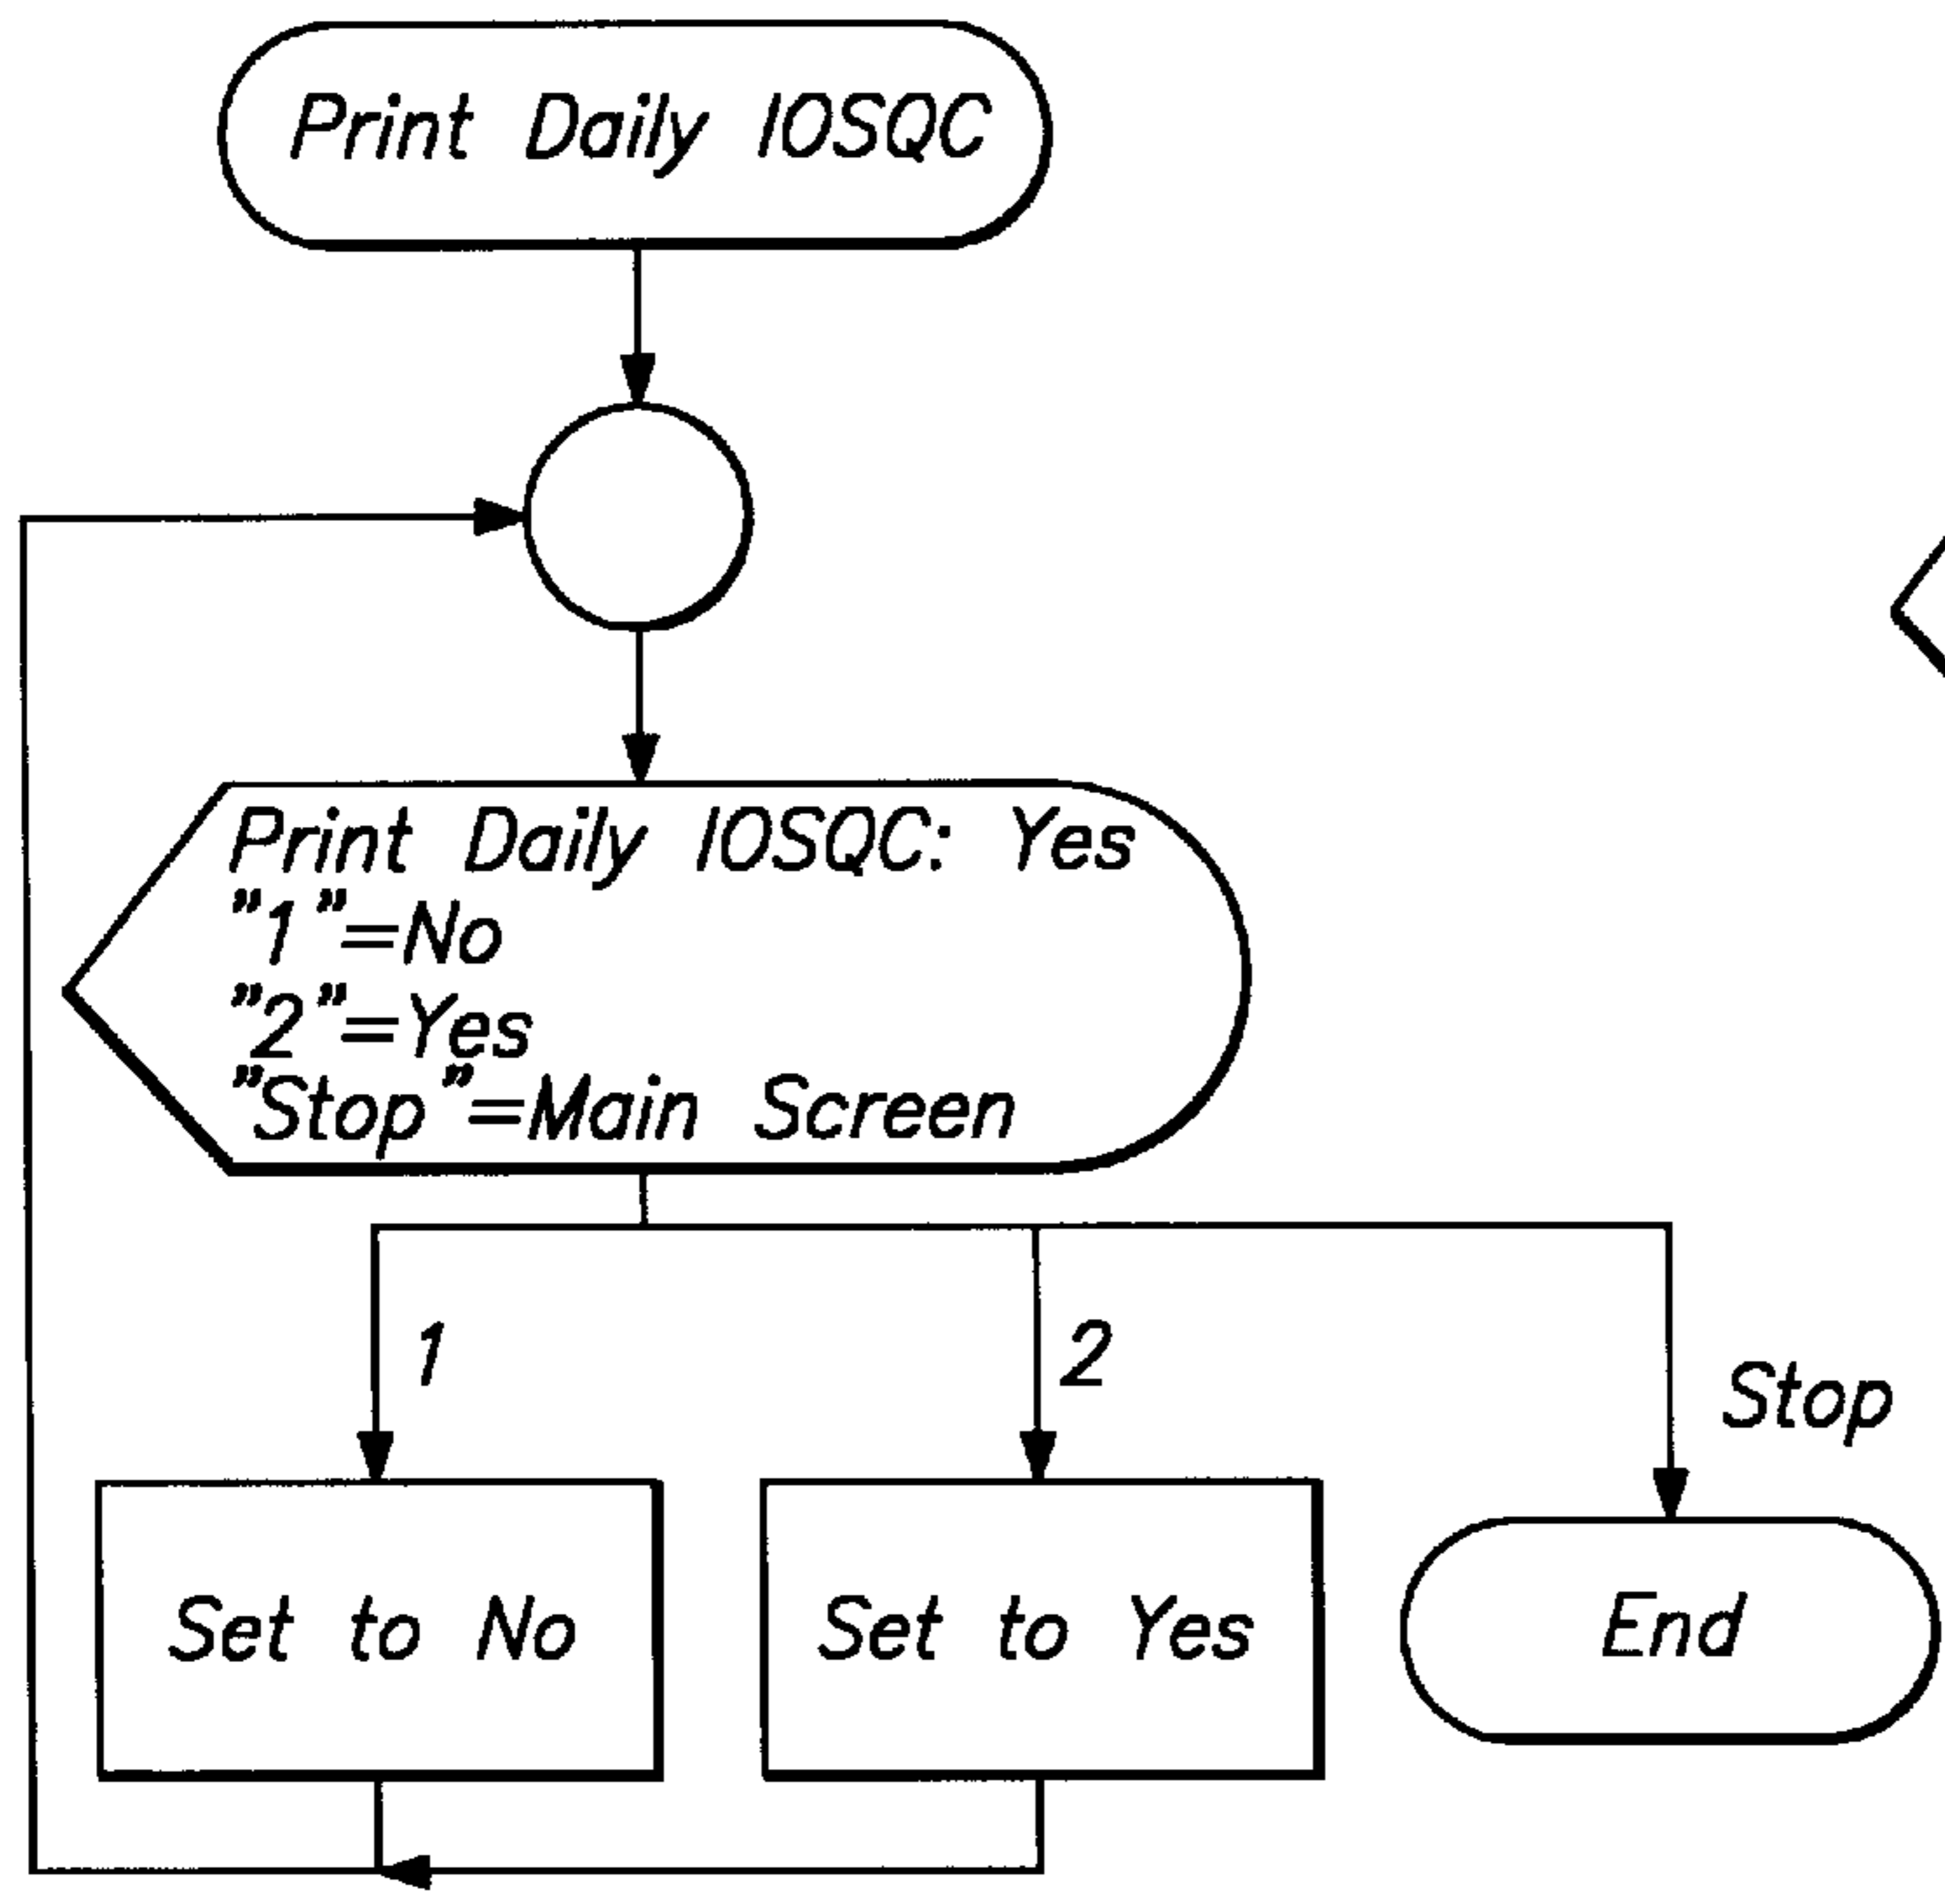 Print Daily IOSQC
Print Daily IOSQC: Yes
"1"=No
"2"=Yes
"Stop"=Main Screen
1
2
Stop
Set to No
Set to Yes
End